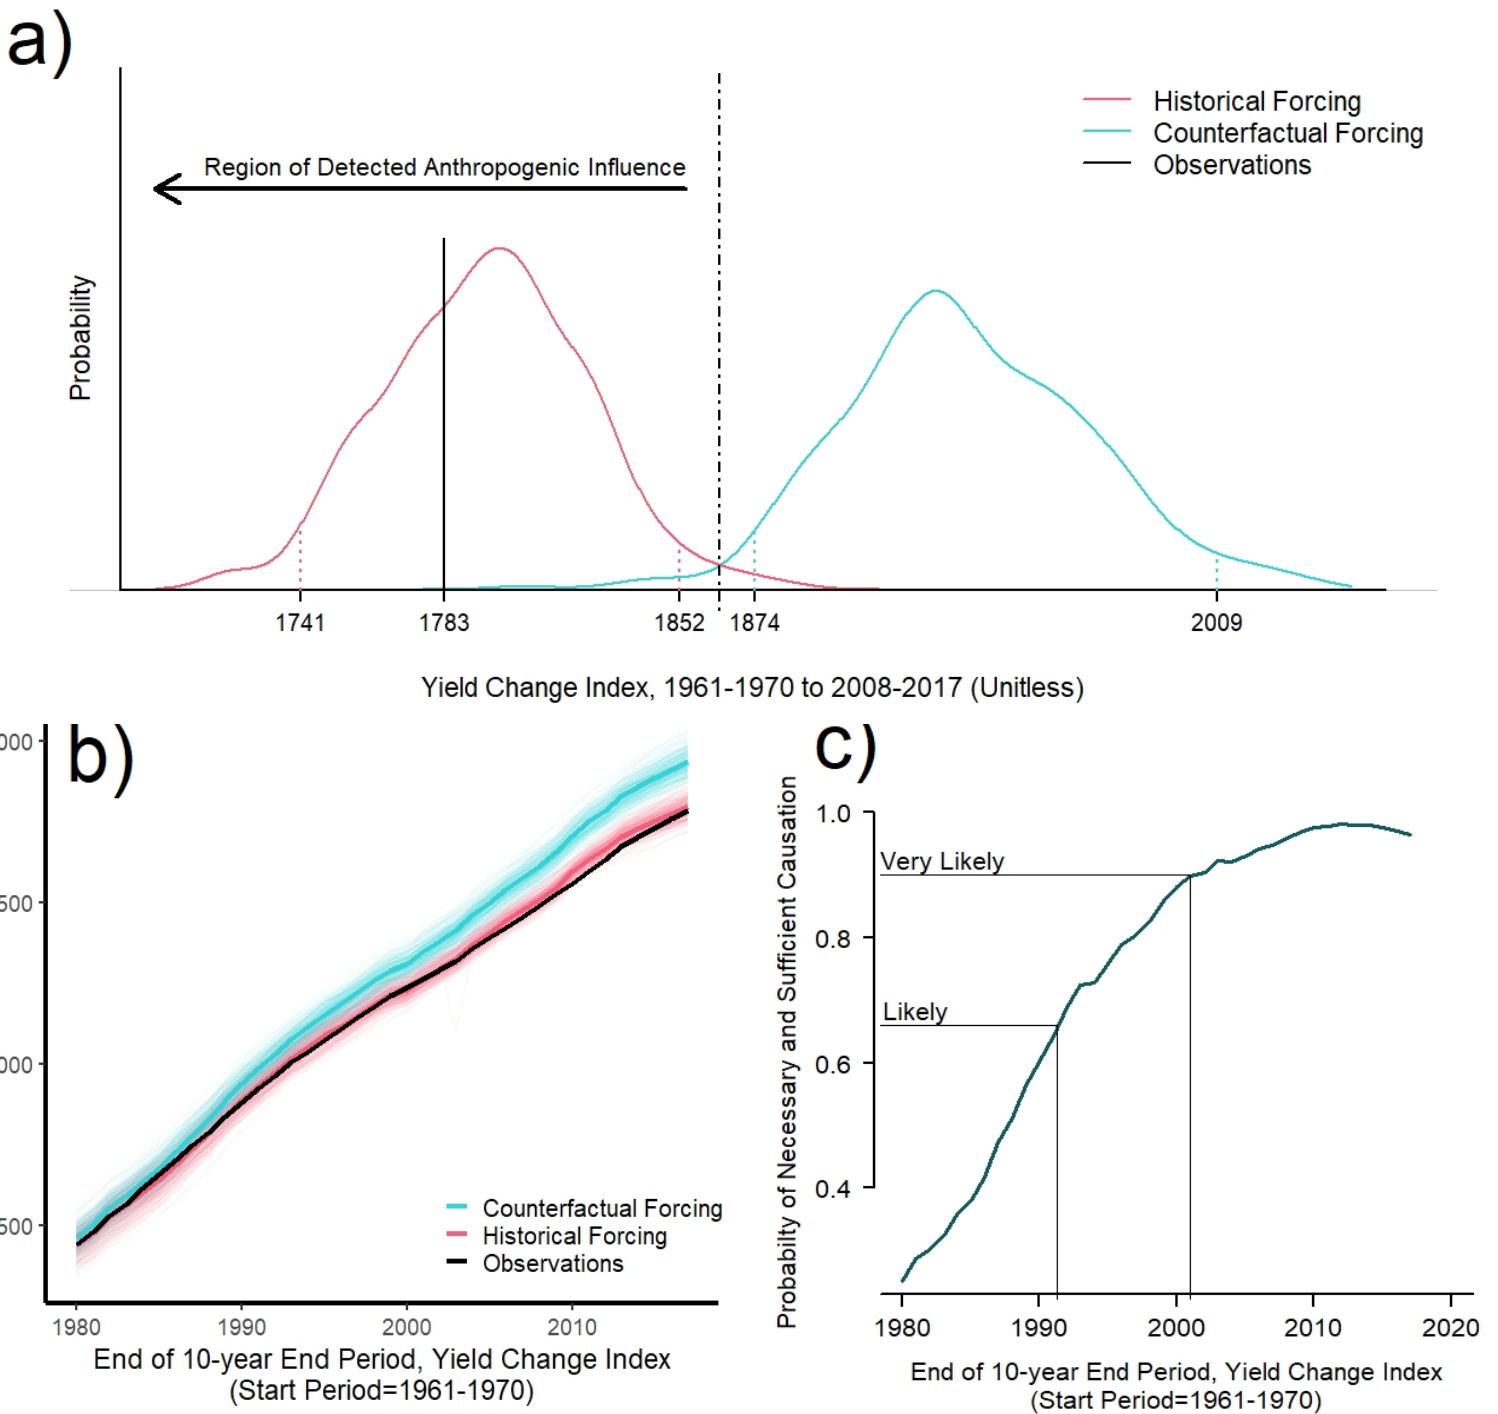 a)
Historical Forcing
Counterfactual Forcing
Observations
Region of Detected Anthropogenic Influence
Probability
1741
1783
1852
1874
2009
Yield Change Index, 1961-1970 to 2008-2017 (Unitless)
b)
000
500
000
500
Counterfactual Forcing
Historical Forcing
Observations
1980
1990
2000
2010
End of 10-year End Period, Yield Change Index
(Start Period=1961-1970)
c)
Probabilty of Necessary and Sufficient Causation
1.0
Very Likely
0.8
Likely
0.6
0.4
1980
1990
2000
2010
2020
End of 10-year End Period, Yield Change Index
(Start Period=1961-1970)